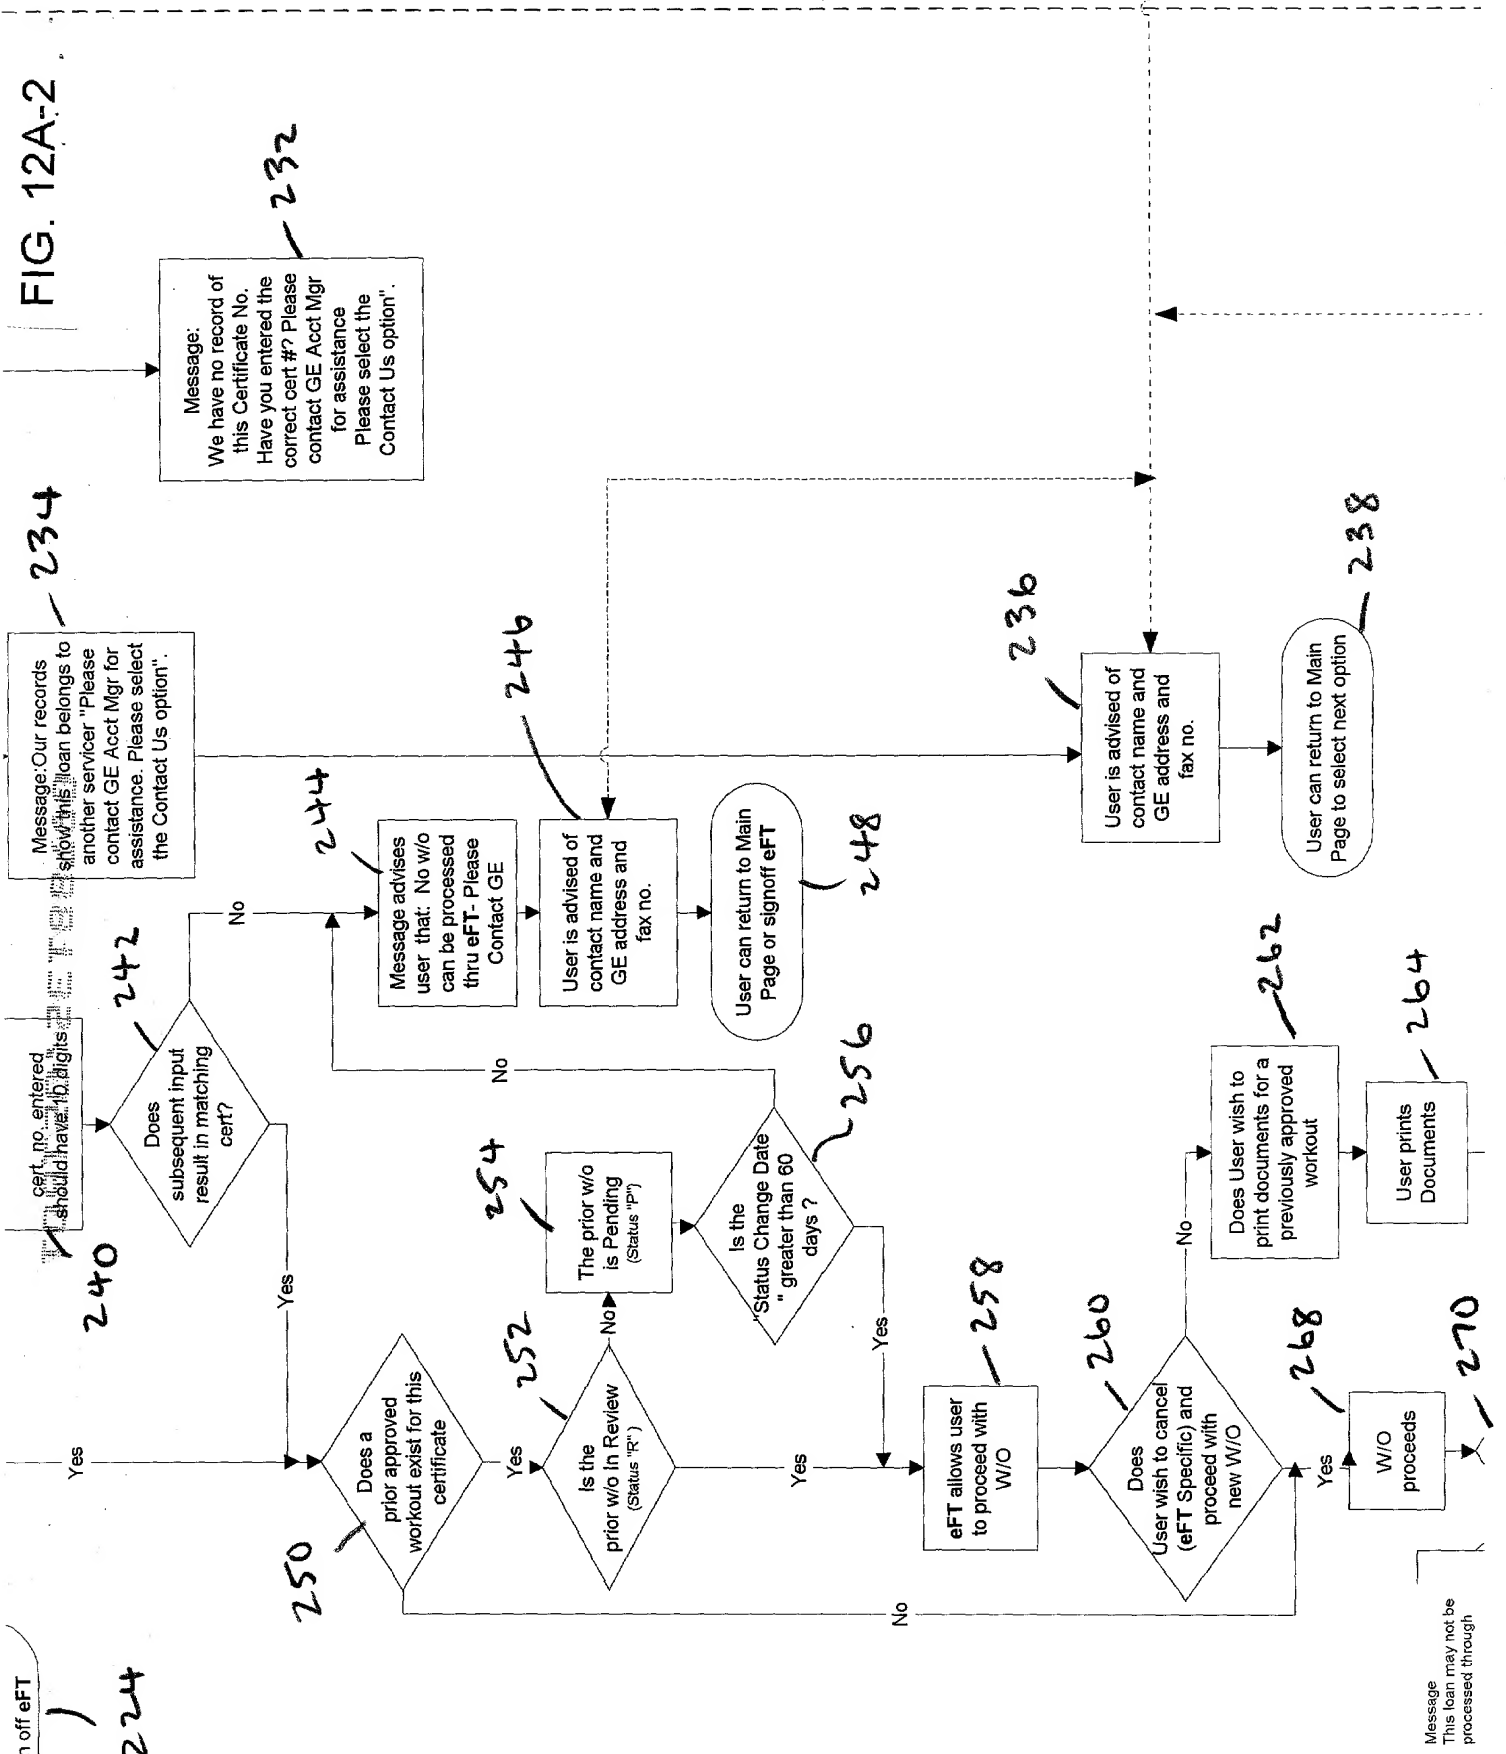 FIG. 12A-2
Message:
We have no record of
this Certificate No.
Have you entered the
correct cert #? Please
contact GE Acct Mgr
for assistance
Please select the
Contact Us option".
232
Message:Our records
show this loan belongs to
another servicer "Please
contact GE Acct Mgr for
assistance. Please select
the Contact Us option".
234
cert. no. entered
should have 10 digits
240
Does
subsequent input
result in matching
cert?
242
No
Yes
Yes
Message advises
user that: No w/o
can be processed
thru eFT- Please
Contact GE
244
User is advised of
contact name and
GE address and
fax no.
246
User can return to Main
Page or signoff eFT
248
User is advised of
contact name and
GE address and
fax no.
236
User can return to Main
Page to select next option
238
n off eFT
224
Does a
prior approved
workout exist for this
certificate
250
Yes
No
Is the
prior w/o In Review
(Status "R")
252
No
Yes
The prior w/o
is Pending
(Status "P")
254
Is the
"Status Change Date
" greater than 60
days ?
256
No
Yes
eFT allows user
to proceed with
W/O
258
Does
User wish to cancel
(eFT Specific) and
proceed with
new W/O
260
No
Yes
Does User wish to
print documents for a
previously approved
workout
262
User prints
Documents
264
W/O
proceeds
268
270
Message
This loan may not be
processed through